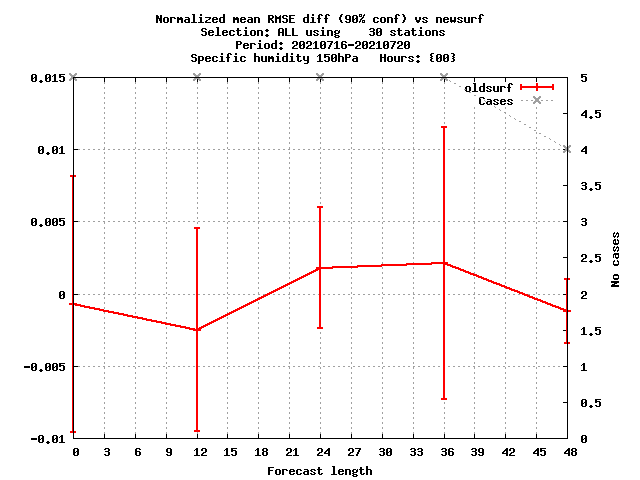 Normalized mean RMSE diff (90% conf) vs newsurf
Selection: ALL using    30 stations
Period: 20210716-20210720
Specific humidity 150hPa   Hours: {00}
oldsurf
Cases
0.015
0.01
0.005
0
-0.005
-0.01
5
4.5
4
3.5
3
2.5
2
1.5
1
0.5
0
No cases
0 3 6 9 12 15 18 21 24 27 30 33 36 39 42 45 48
Forecast length